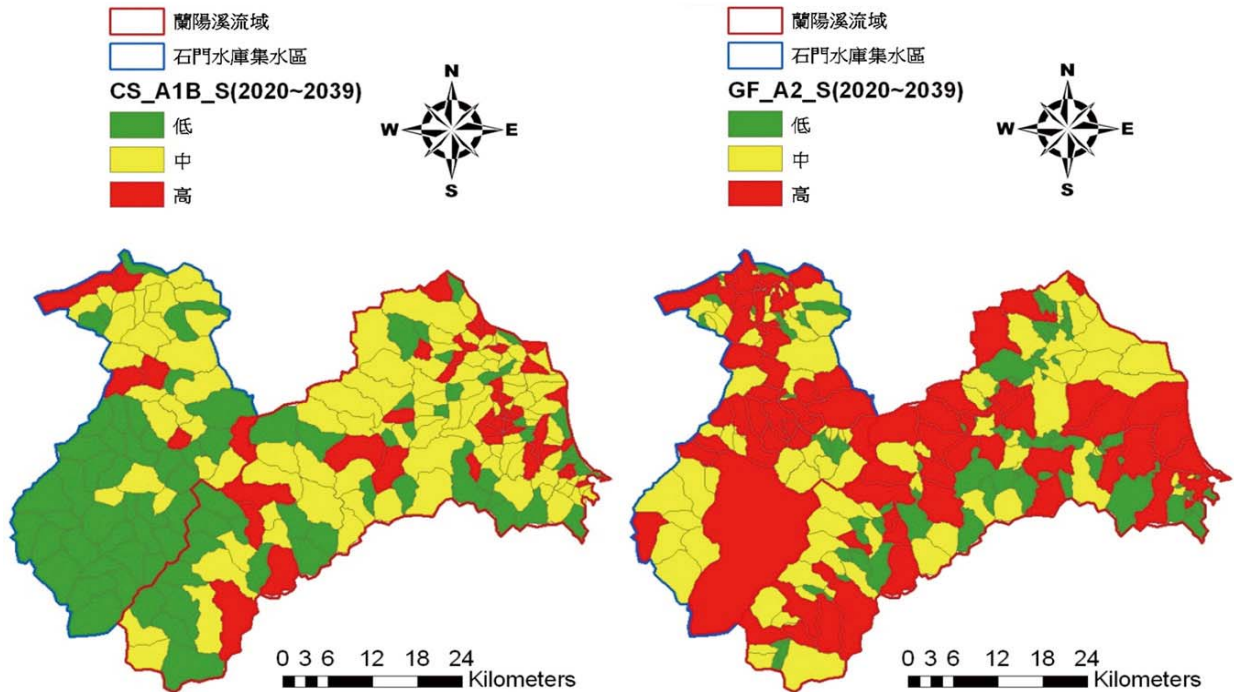 蘭陽溪流域
石門水庫集水區
CS_A1B_S(2020~2039)
低
中
高
N
W
E
S
0 3 6 12 18 24
Kilometers
蘭陽溪流域
石門水庫集水區
GF_A2_S(2020~2039)
低
中
高
N
W
E
S
0 3 6 12 18 24
Kilometers